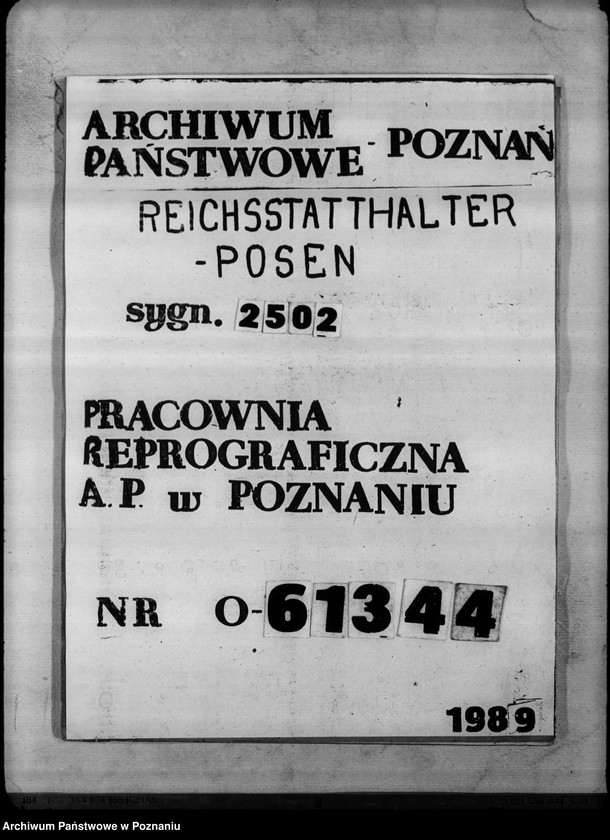 ARCHIWUM
PAŃSTWOWE - POZNAŃ
REICHSSTATTHALTER
-POSEN
sygn. 2502
PRACOWNIA
REPROGRAFICZNA
A.P. w POZNANIU
NR O-61344
1989
Archiwum Państwowe w Poznaniu